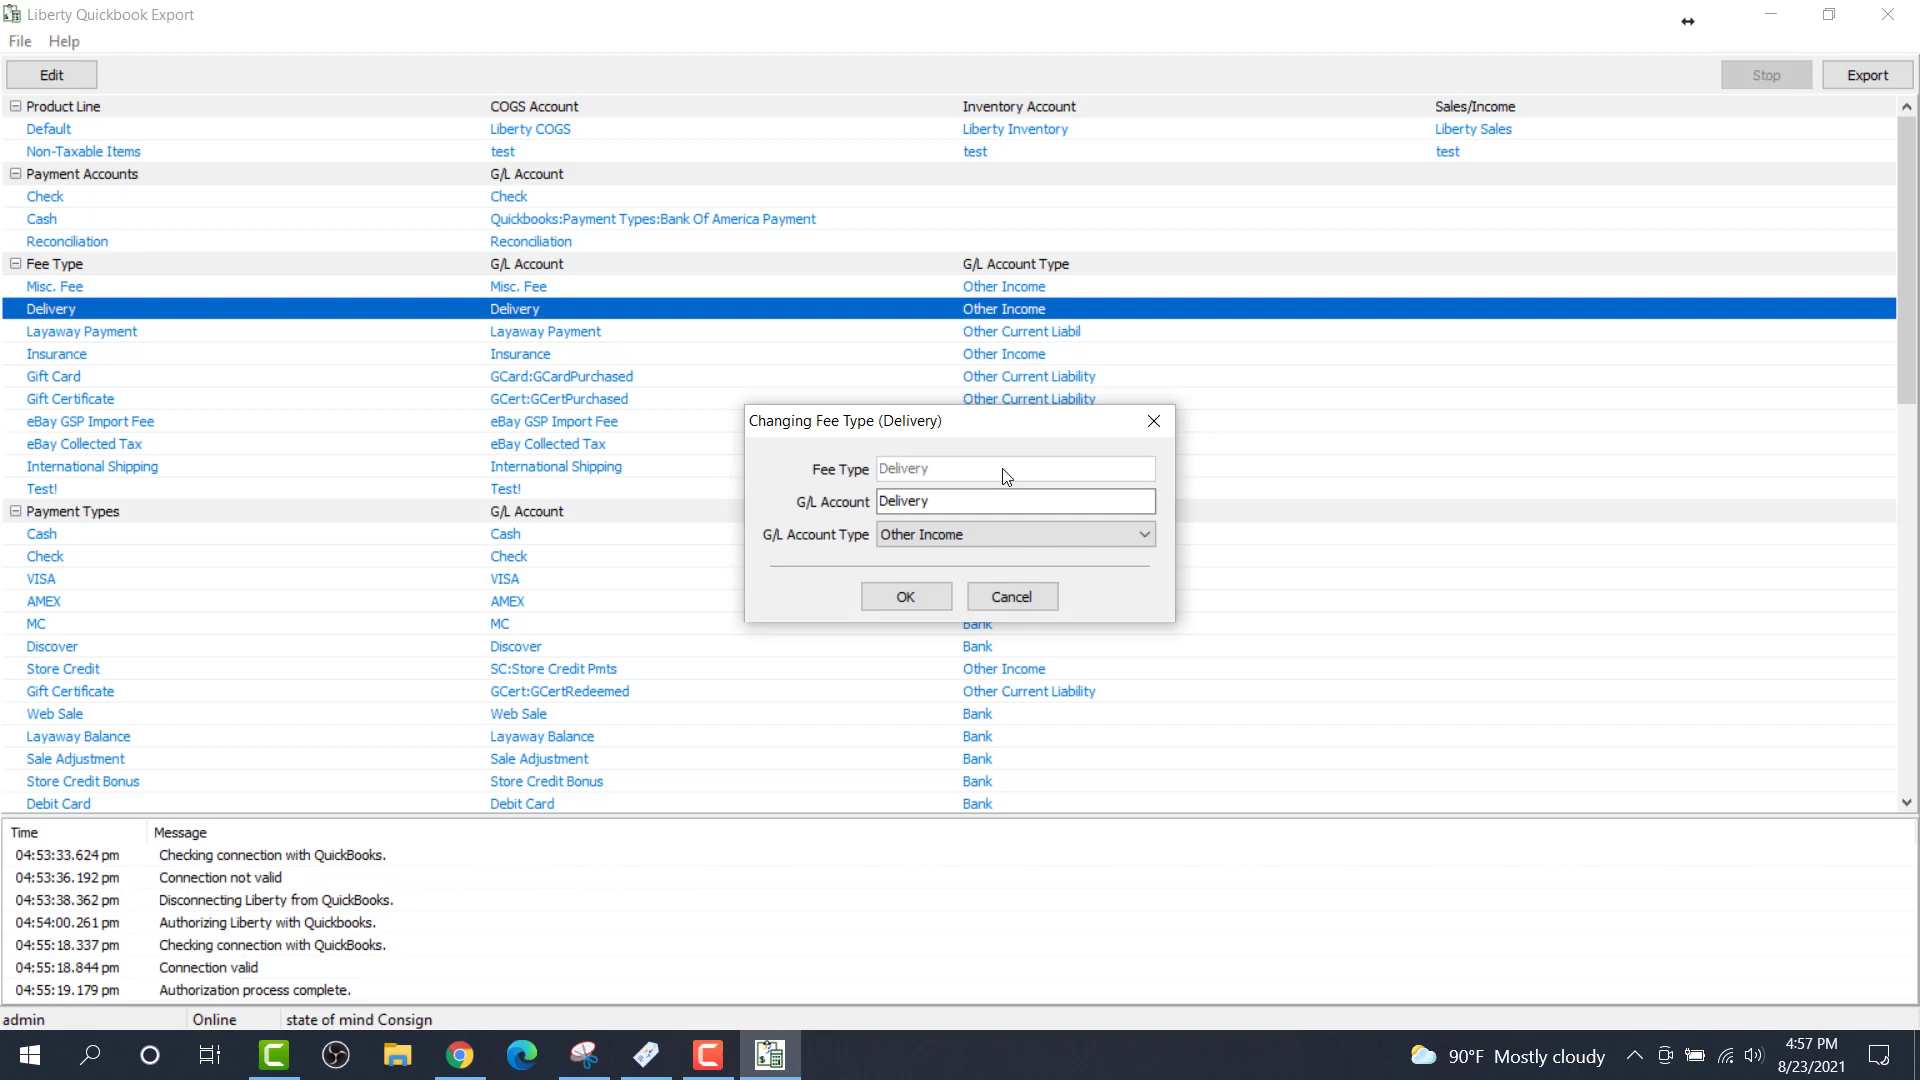 Liberty Quickbook Export
File Help
Edit Stop Export
Product Line COGS Account Inventory Account Sales/Income
Default Liberty COGS Liberty Inventory Liberty Sales
Non-Taxable Items test test test
Payment Accounts G/L Account
Check Check
Cash Quickbooks:Payment Types:Bank Of America Payment
Reconciliation Reconciliation
Fee Type G/L Account G/L Account Type
Misc. Fee Misc. Fee Other Income
Delivery Delivery Other Income
Layaway Payment Layaway Payment Other Current Liabil
Insurance Insurance Other Income
Gift Card GCard:GCardPurchased Other Current Liability
Gift Certificate GCert:GCertPurchased Other Current Liability
eBay GSP Import Fee eBay GSP Import Fee
eBay Collected Tax eBay Collected Tax
International Shipping International Shipping
Test! Test!
Payment Types G/L Account
Cash Cash
Check Check
VISA VISA
AMEX AMEX
MC MC Bank
Discover Discover Bank
Store Credit SC:Store Credit Pmts Other Income
Gift Certificate GCert:GCertRedeemed Other Current Liability
Web Sale Web Sale Bank
Layaway Balance Layaway Balance Bank
Sale Adjustment Sale Adjustment Bank
Store Credit Bonus Store Credit Bonus Bank
Debit Card Debit Card Bank
Changing Fee Type (Delivery)
Fee Type Delivery
G/L Account Delivery
G/L Account Type Other Income
OK Cancel
Time Message
04:53:33.624 pm Checking connection with QuickBooks.
04:53:36.192 pm Connection not valid
04:53:38.362 pm Disconnecting Liberty from QuickBooks.
04:54:00.261 pm Authorizing Liberty with Quickbooks.
04:55:18.337 pm Checking connection with QuickBooks.
04:55:18.844 pm Connection valid
04:55:19.179 pm Authorization process complete.
admin Online state of mind Consign
90°F Mostly cloudy
4:57 PM
8/23/2021